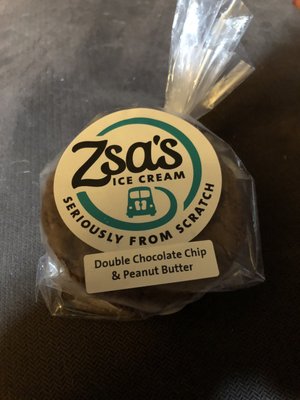 Zsa's
ICE CREAM
SERIOUSLY FROM SCRATCH
Double Chocolate Chip
& Peanut Butter